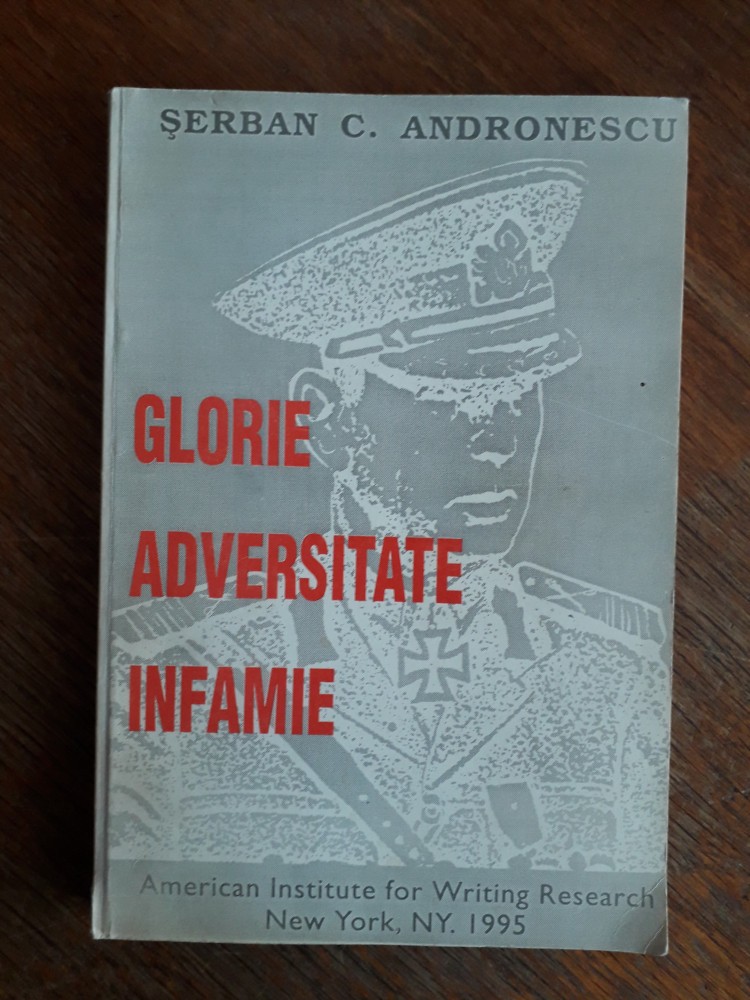 ŞERBAN C. ANDRONESCU
GLORIE
ADVERSITATE
INFAMIE
American Institute for Writing Research
New York, NY. 1995